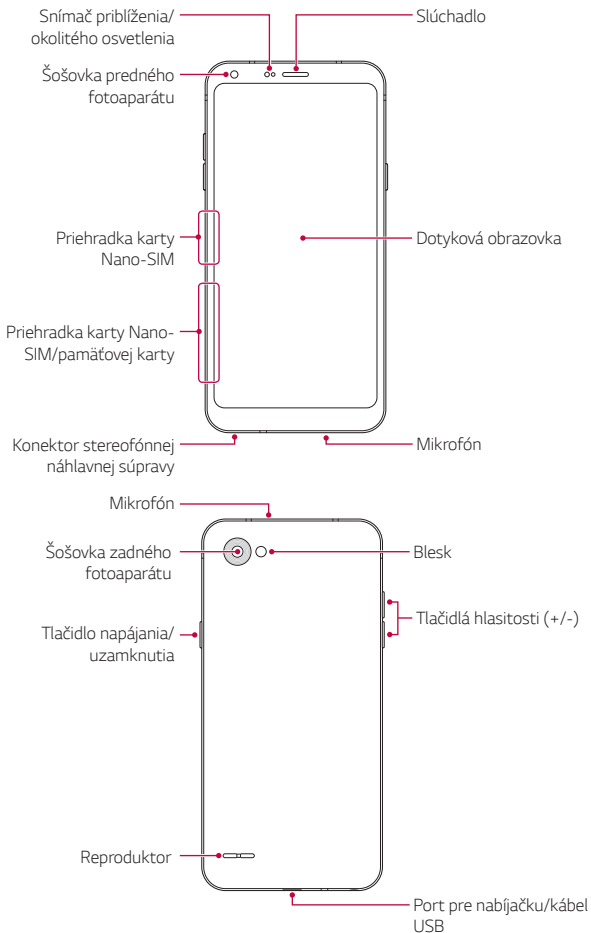 Snímač priblíženia/
okolitého osvetlenia
Slúchadlo
Šošovka predného
fotoaparátu
Priehradka karty
Nano-SIM
Dotyková obrazovka
Priehradka karty Nano-
SIM/pamäťovej karty
Konektor stereofónnej
náhlavnej súpravy
Mikrofón
Mikrofón
Šošovka zadného
fotoaparátu
Blesk
Tlačidlá hlasitosti (+/-)
Tlačidlo napájania/
uzamknutia
Reproduktor
Port pre nabíjačku/kábel
USB